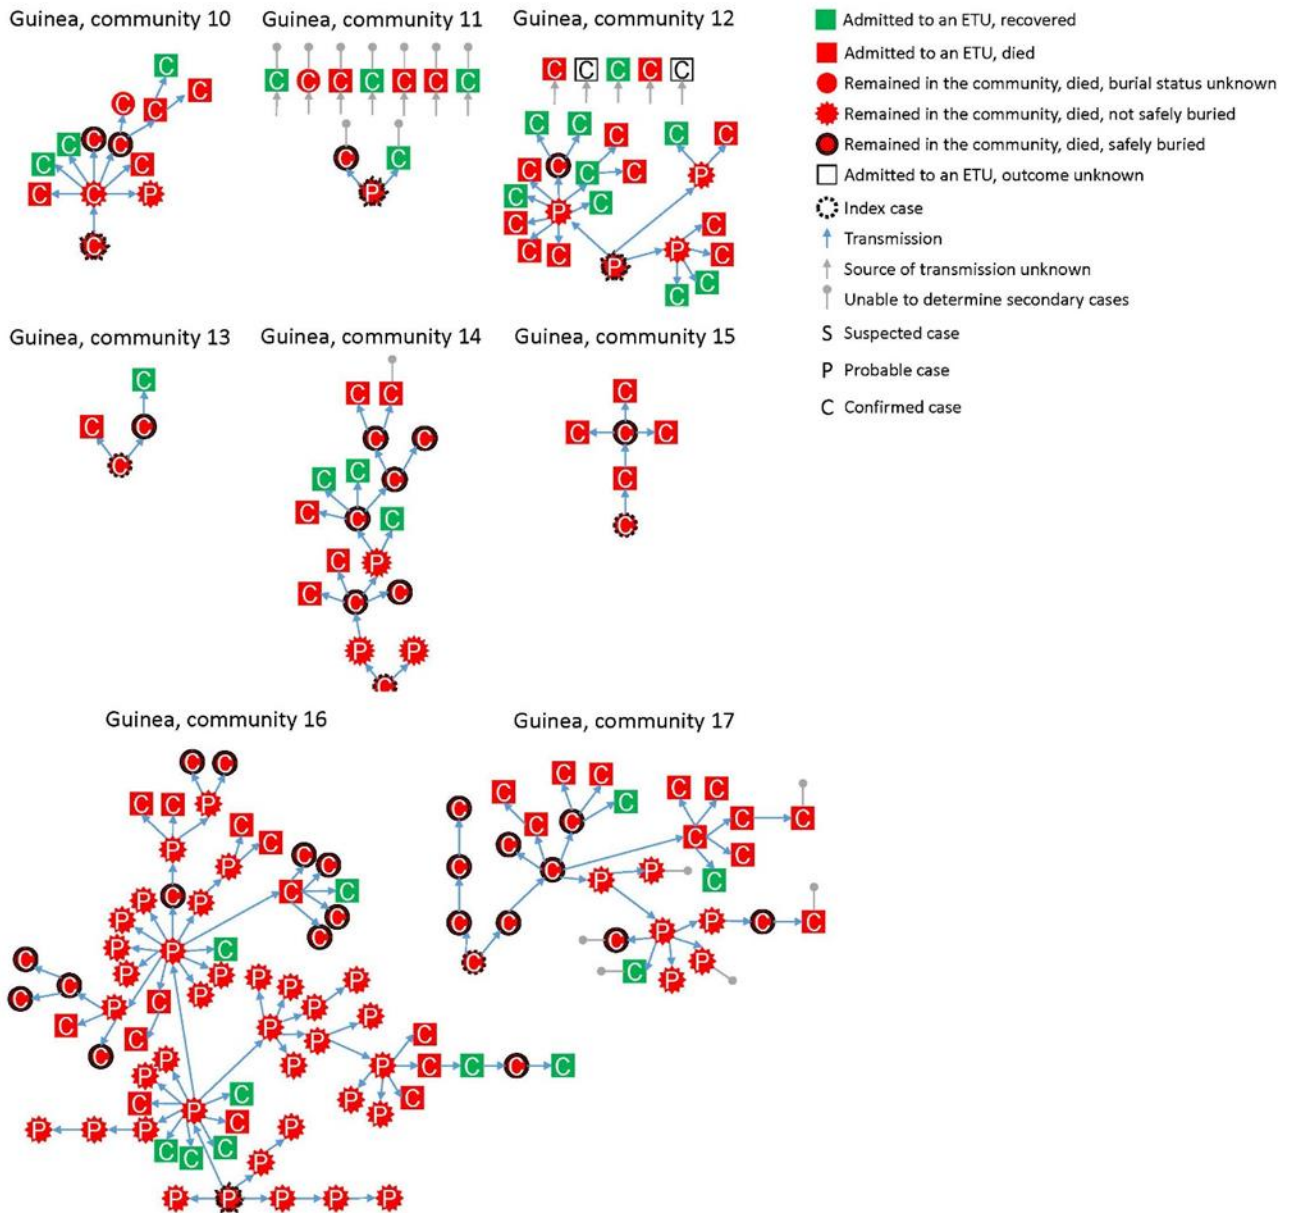 Guinea, community 10
C
C
C C
C C C
C C
C C P
C
Guinea, community 11
C C C C C C C
C C
P
Guinea, community 12
C C C C C
C C C C C
C C C C P
C C
C P C
C C P C
P C
C
Admitted to an ETU, recovered
Admitted to an ETU, died
Remained in the community, died, burial status unknown
Remained in the community, died, not safely buried
Remained in the community, died, safely buried
Admitted to an ETU, outcome unknown
Index case
Transmission
Source of transmission unknown
Unable to determine secondary cases
S Suspected case
P Probable case
C Confirmed case
Guinea, community 13
C
C C
C
Guinea, community 14
C C
C C
C C C
C C C
C P
C C C
P P
C
Guinea, community 15
C
C C C
C
C
Guinea, community 16
C C
C C P
C
P C
P C C
C C
P C P
P C
P C
C P P C
C P P P P P
C P C P P
C P P C
C C P C
P P C C C C
P P P C
C P C
P P P C P
C C C
P
P P P P P
Guinea, community 17
C C
C C C
C C
C C C C C
C C C
C P P C
C C P C C
C P
C P P
C